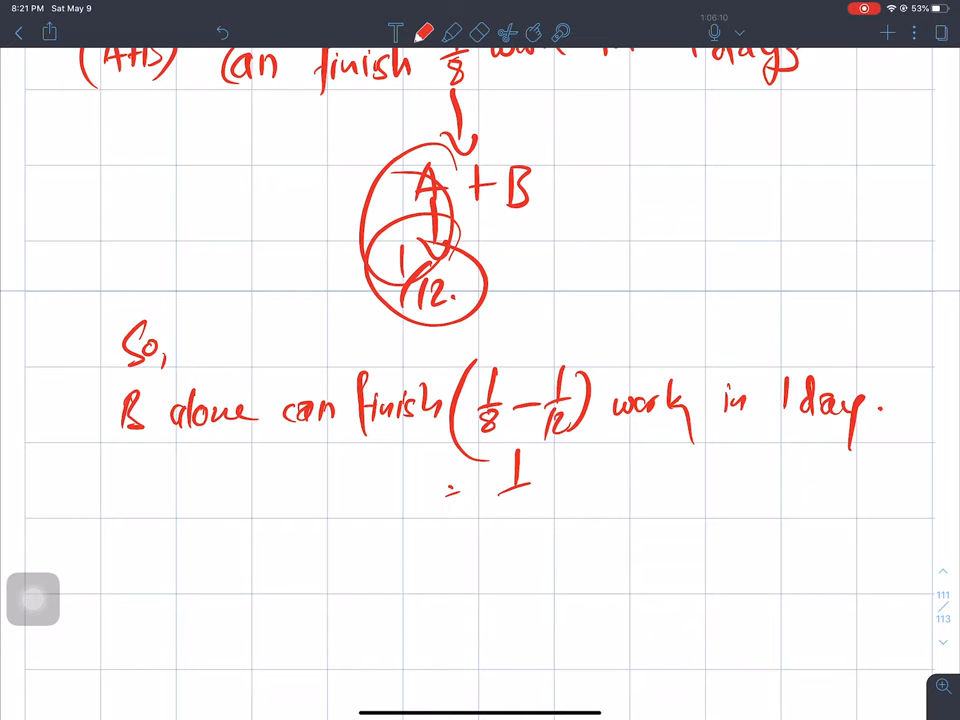 8:21 PM Sat May 9
53%
1:06:10
(A+B) can finish 1/8 work in 1 days
A + B
1/12.
So,
B alone can finish (1/8 - 1/12) work in 1 day.
= 1
111
/
113